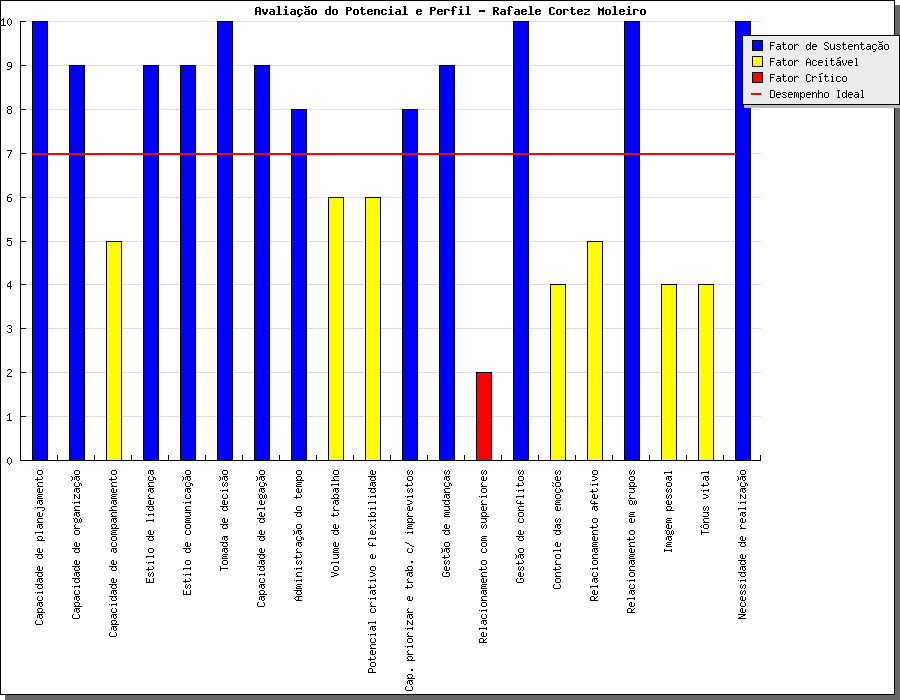 Avaliação do Potencial e Perfil - Rafaele Cortez Moleiro
Fator de Sustentação
Fator Aceitável
Fator Crítico
Desempenho Ideal
10
9
8
7
6
5
4
3
2
1
0
Capacidade de planejamento
Capacidade de organização
Capacidade de acompanhamento
Estilo de liderança
Estilo de comunicação
Tomada de decisão
Capacidade de delegação
Administração do tempo
Volume de trabalho
Potencial criativo e flexibilidade
Cap. priorizar e trab. c/ imprevistos
Gestão de mudanças
Relacionamento com superiores
Gestão de conflitos
Controle das emoções
Relacionamento afetivo
Relacionamento em grupos
Imagem pessoal
Tônus vital
Necessidade de realização